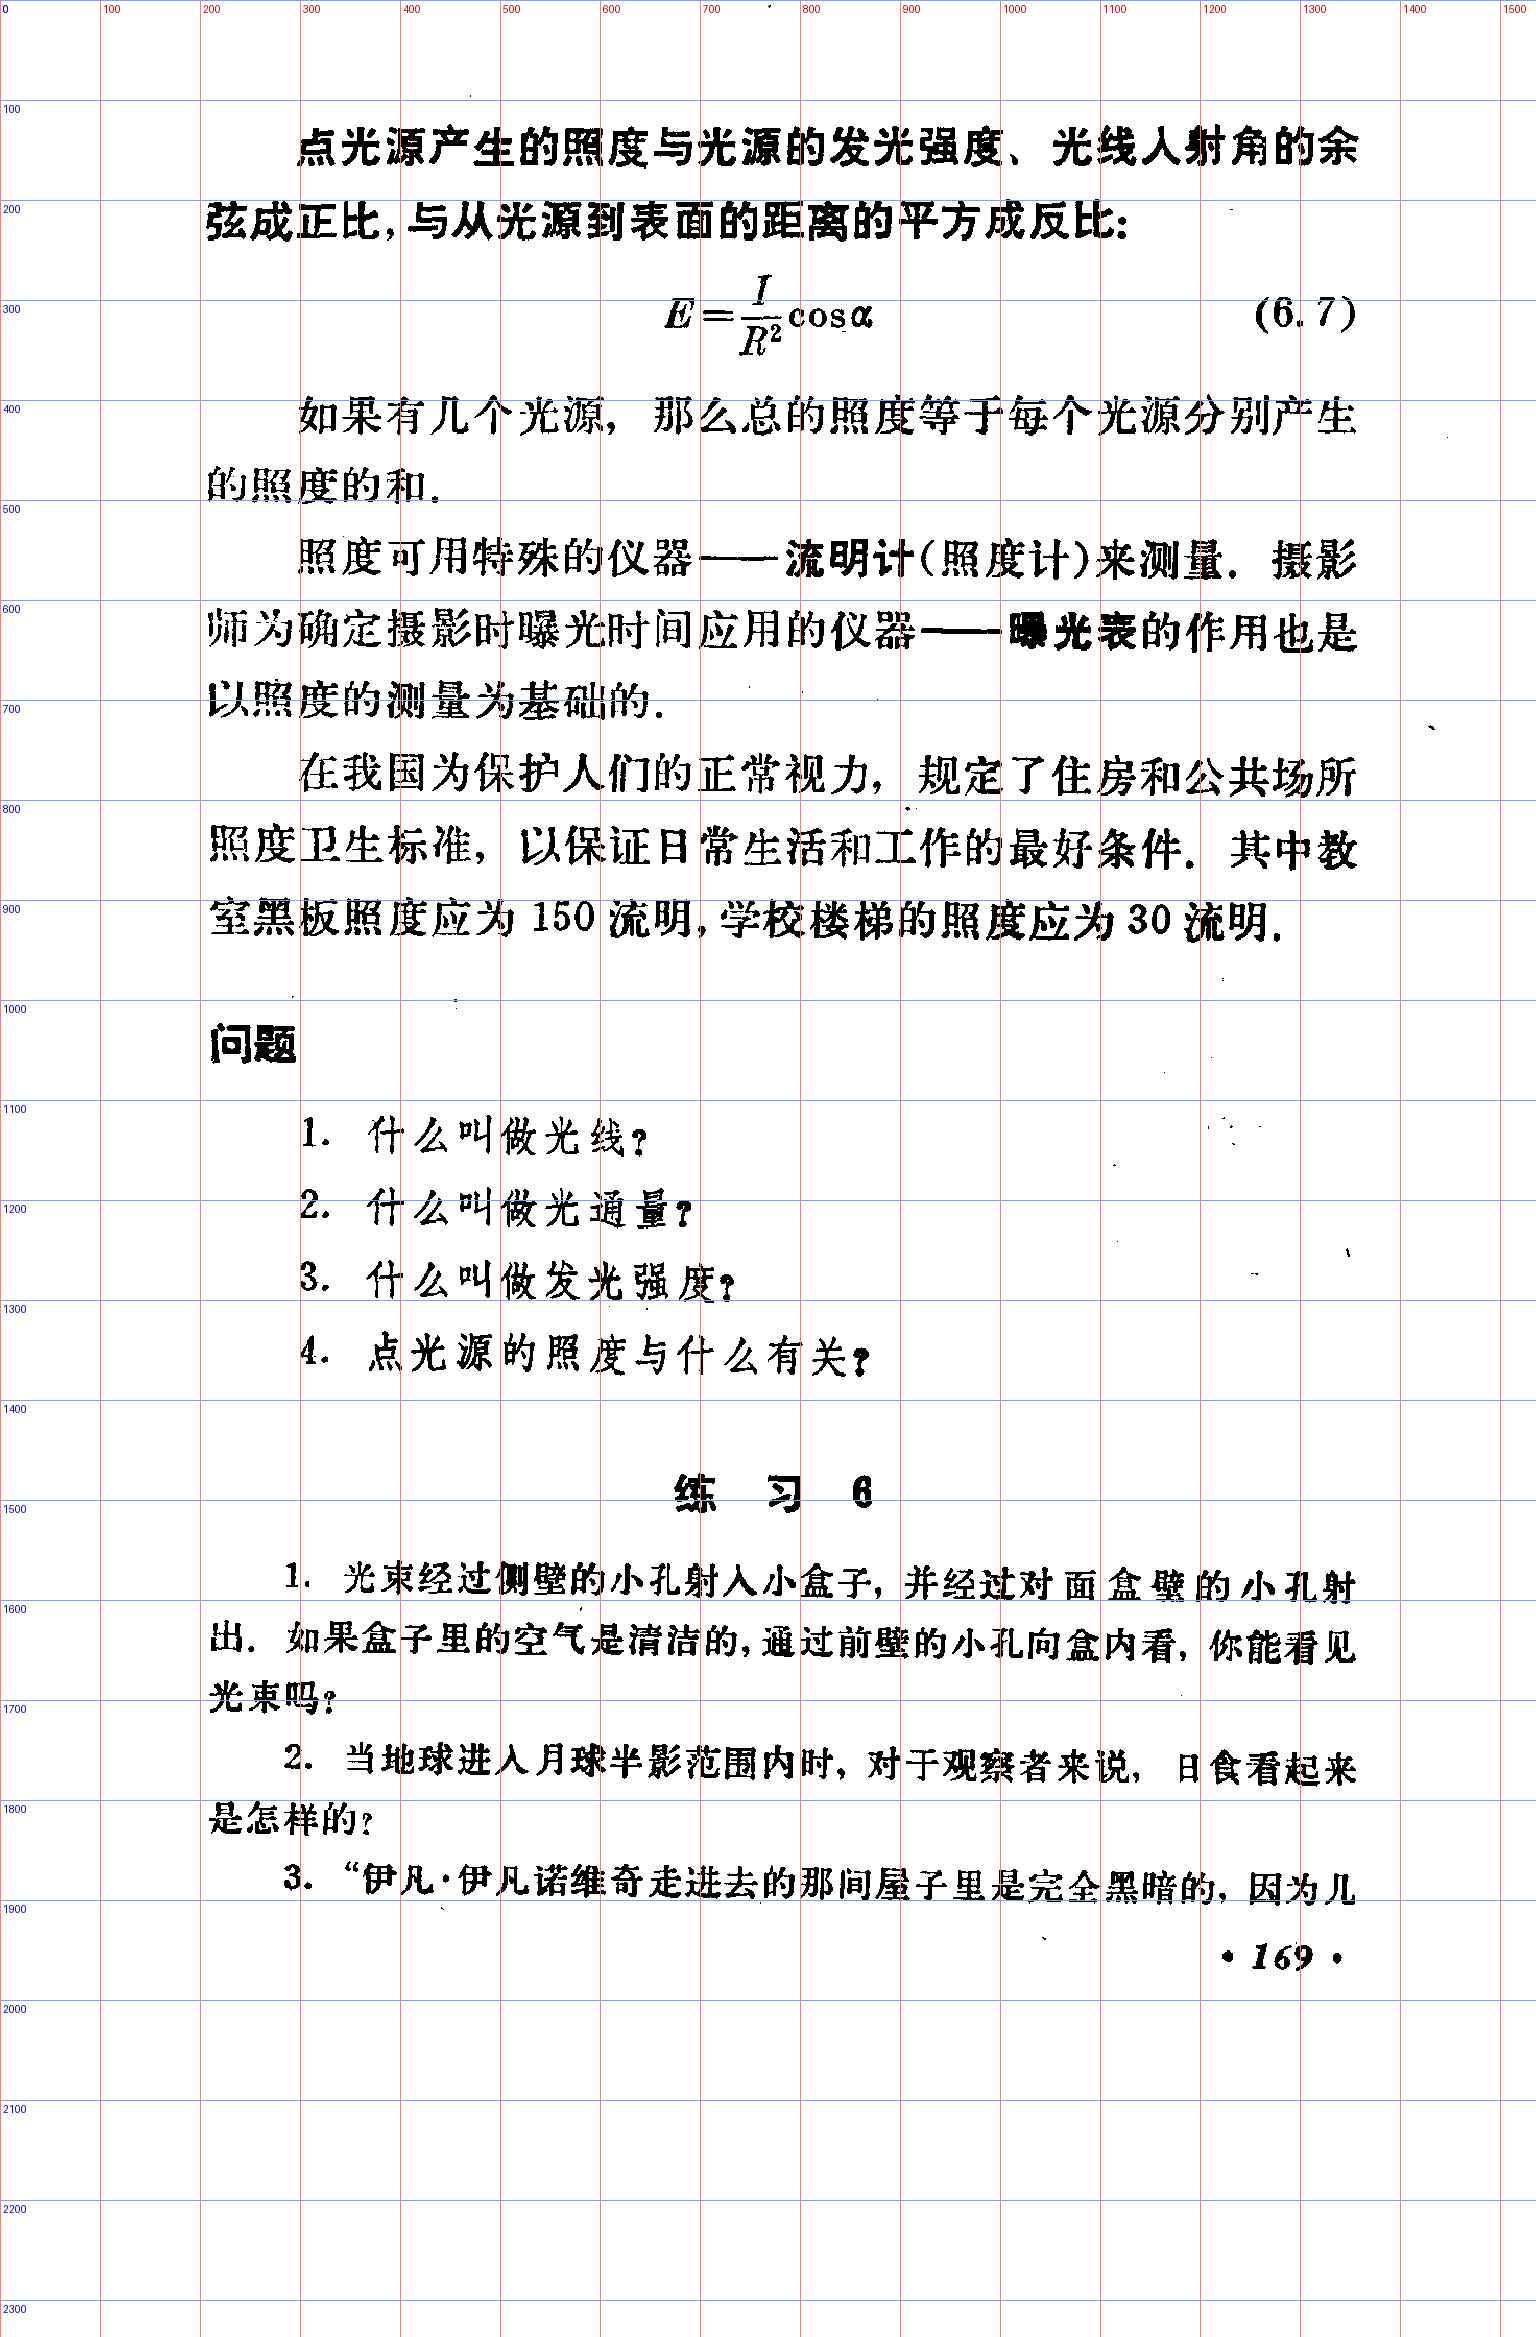 点光源产生的照度与光源的发光强度、光线入射角的余
弦成正比,与从光源到表面的距离的平方成反比:
E=I/R²cosα (6.7)
如果有几个光源,那么总的照度等于每个光源分别产生
的照度的和.
照度可用特殊的仪器——流明计(照度计)来测量. 摄影
师为确定摄影时曝光时间应用的仪器——曝光表的作用也是
以照度的测量为基础的.
在我国为保护人们的正常视力,规定了住房和公共场所
照度卫生标准,以保证日常生活和工作的最好条件. 其中教
室黑板照度应为 150 流明,学校楼梯的照度应为 30 流明.
问题
1. 什么叫做光线?
2. 什么叫做光通量?
3. 什么叫做发光强度?
4. 点光源的照度与什么有关?
练 习 6
1. 光束经过侧壁的小孔射入小盒子,并经过对面盒壁的小孔射
出. 如果盒子里的空气是清洁的,通过前壁的小孔向盒内看,你能看见
光束吗?
2. 当地球进入月球半影范围内时,对于观察者来说,日食看起来
是怎样的?
3. “伊凡·伊凡诺维奇走进去的那间屋子里是完全黑暗的,因为几
• 169 •